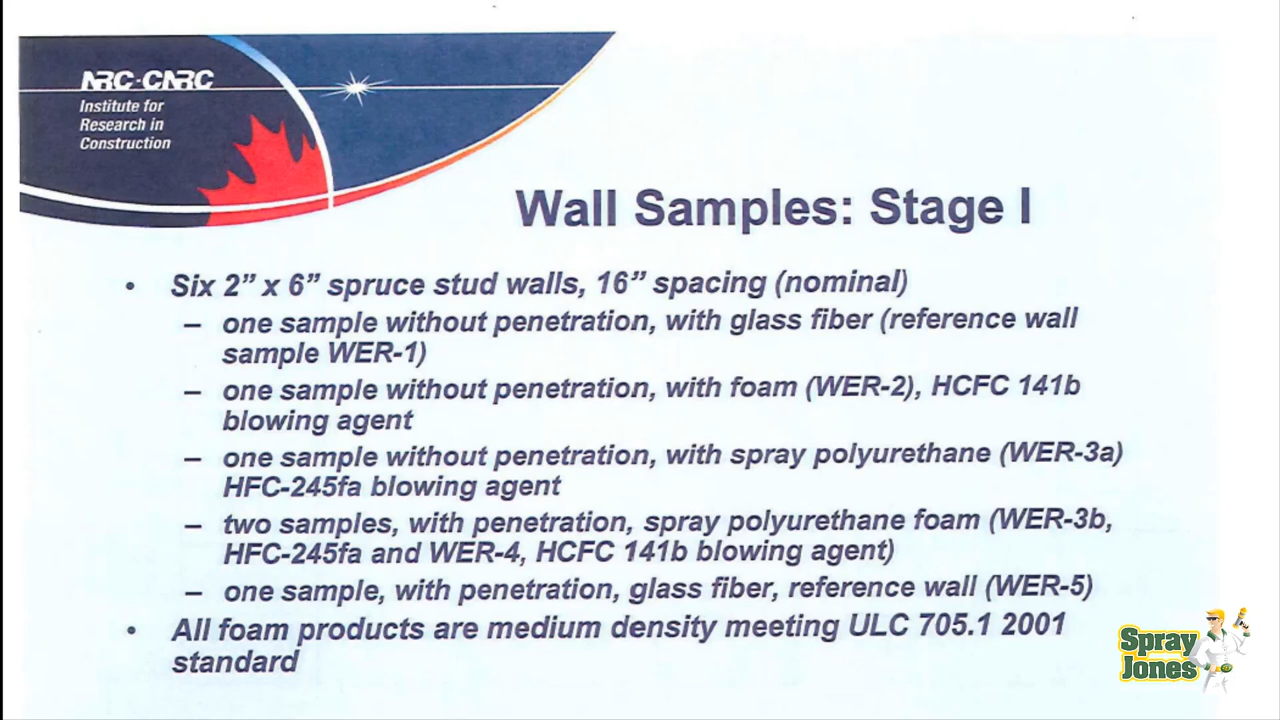 NRC·CNRC
Institute for
Research in
Construction
Wall Samples: Stage I
• Six 2” x 6” spruce stud walls, 16” spacing (nominal)
– one sample without penetration, with glass fiber (reference wall
sample WER-1)
– one sample without penetration, with foam (WER-2), HCFC 141b
blowing agent
– one sample without penetration, with spray polyurethane (WER-3a)
HFC-245fa blowing agent
– two samples, with penetration, spray polyurethane foam (WER-3b,
HFC-245fa and WER-4, HCFC 141b blowing agent)
– one sample, with penetration, glass fiber, reference wall (WER-5)
• All foam products are medium density meeting ULC 705.1 2001
standard
Spray
Jones